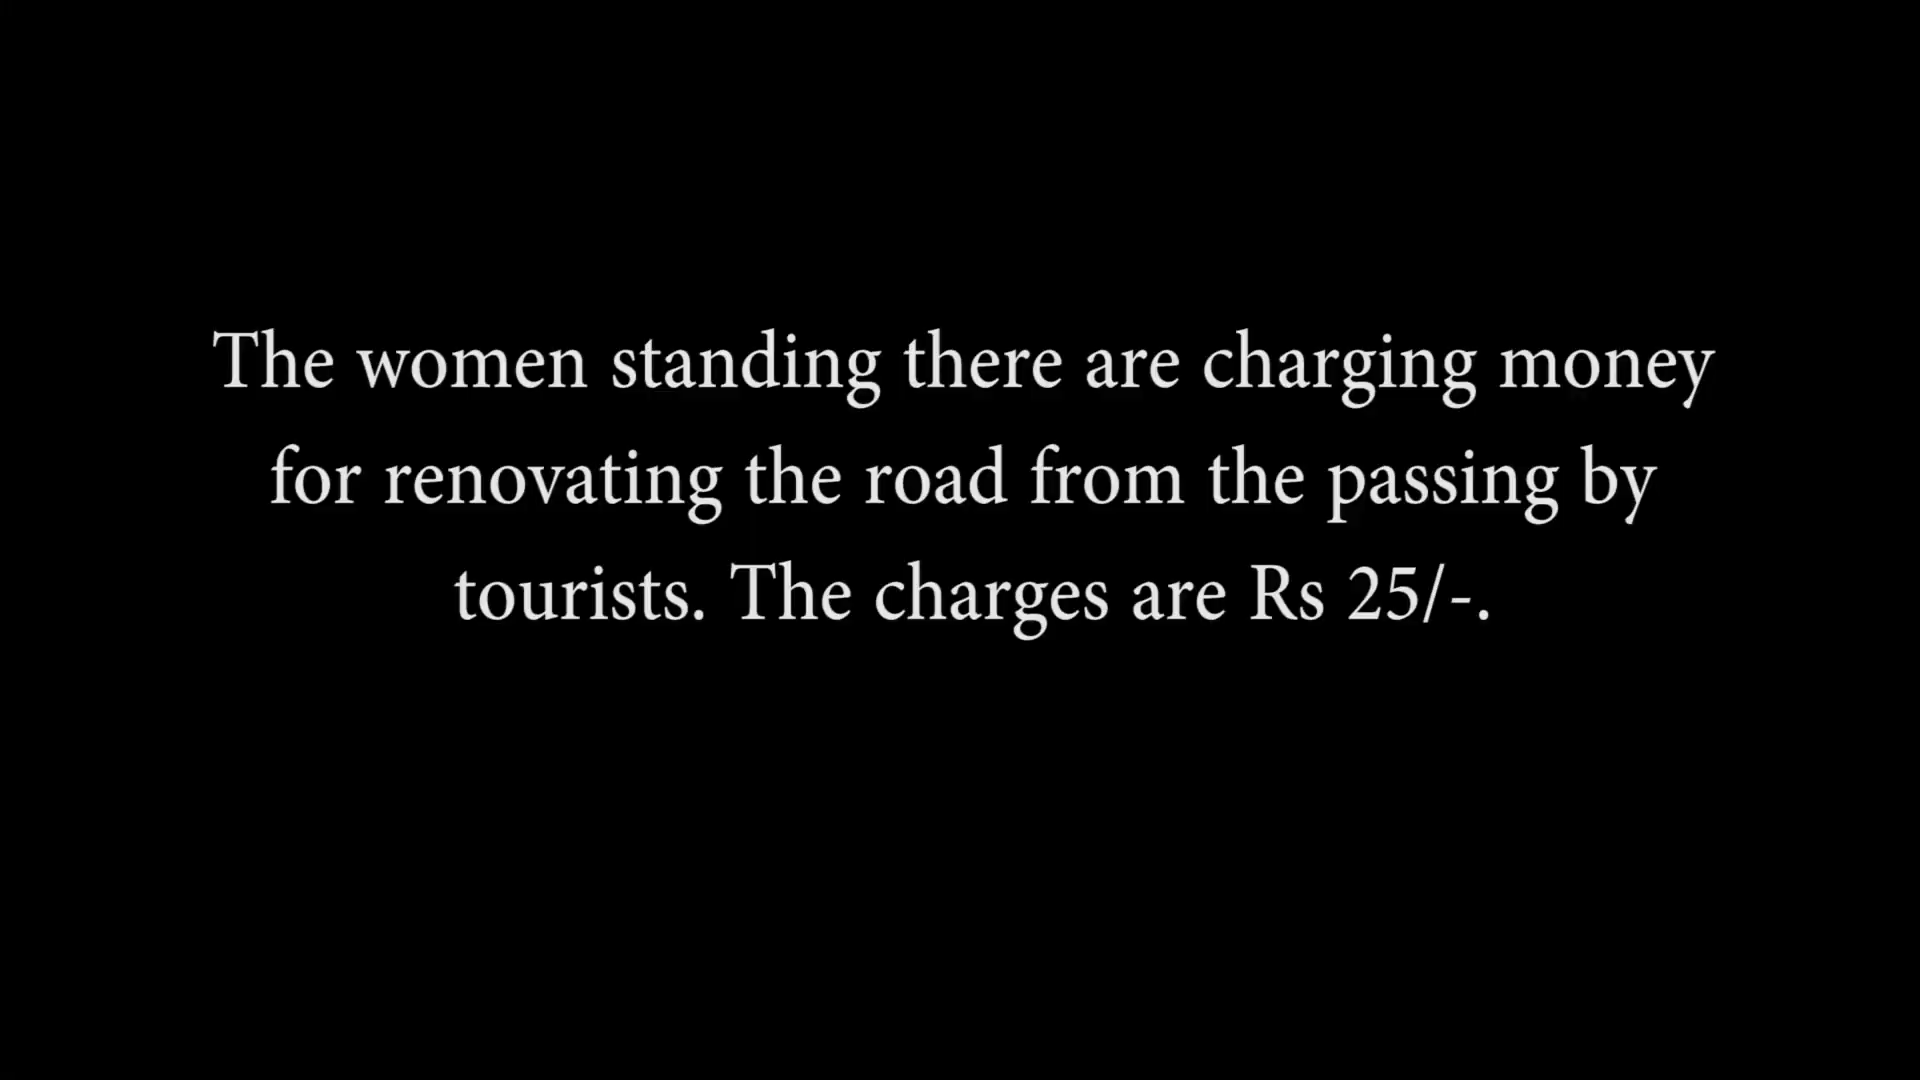 The women standing there are charging money
for renovating the road from the passing by
tourists. The charges are Rs 25/-.